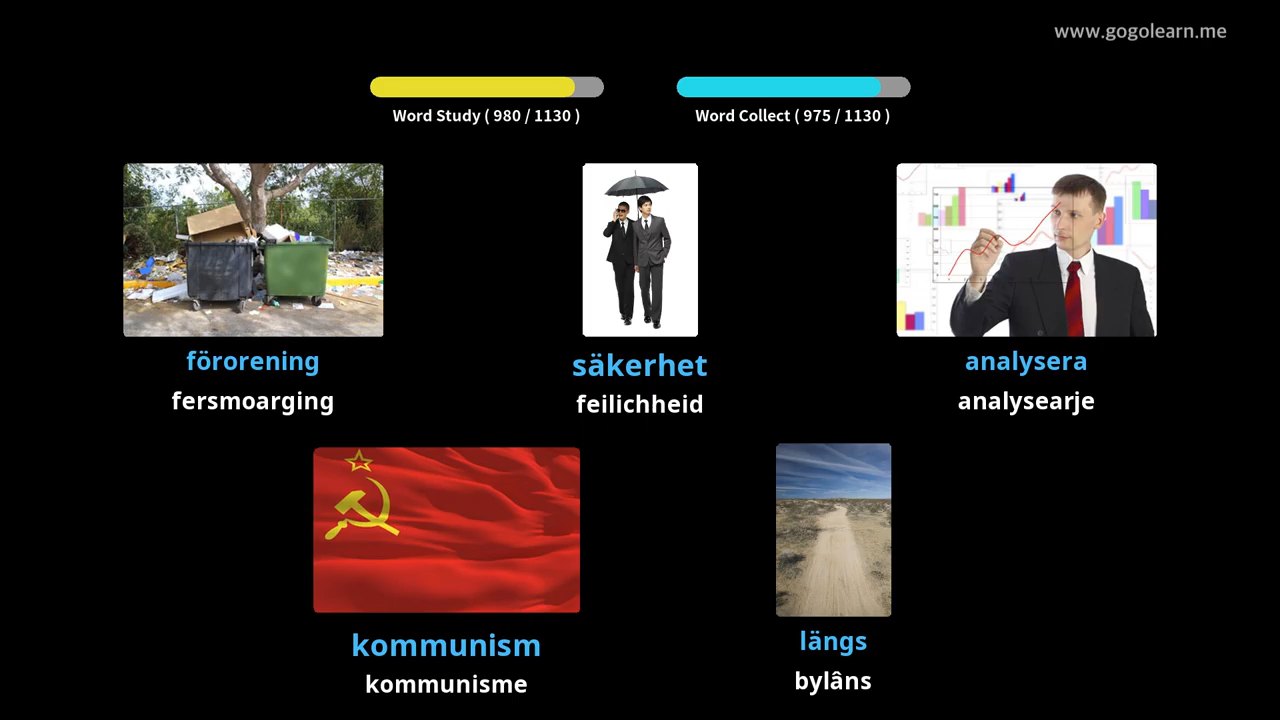 www.gogolearn.me
Word Study ( 980 / 1130 )
Word Collect ( 975 / 1130 )
förorening
säkerhet
analysera
fersmoarging
feilichheid
analysearje
kommunism
längs
kommunisme
bylâns